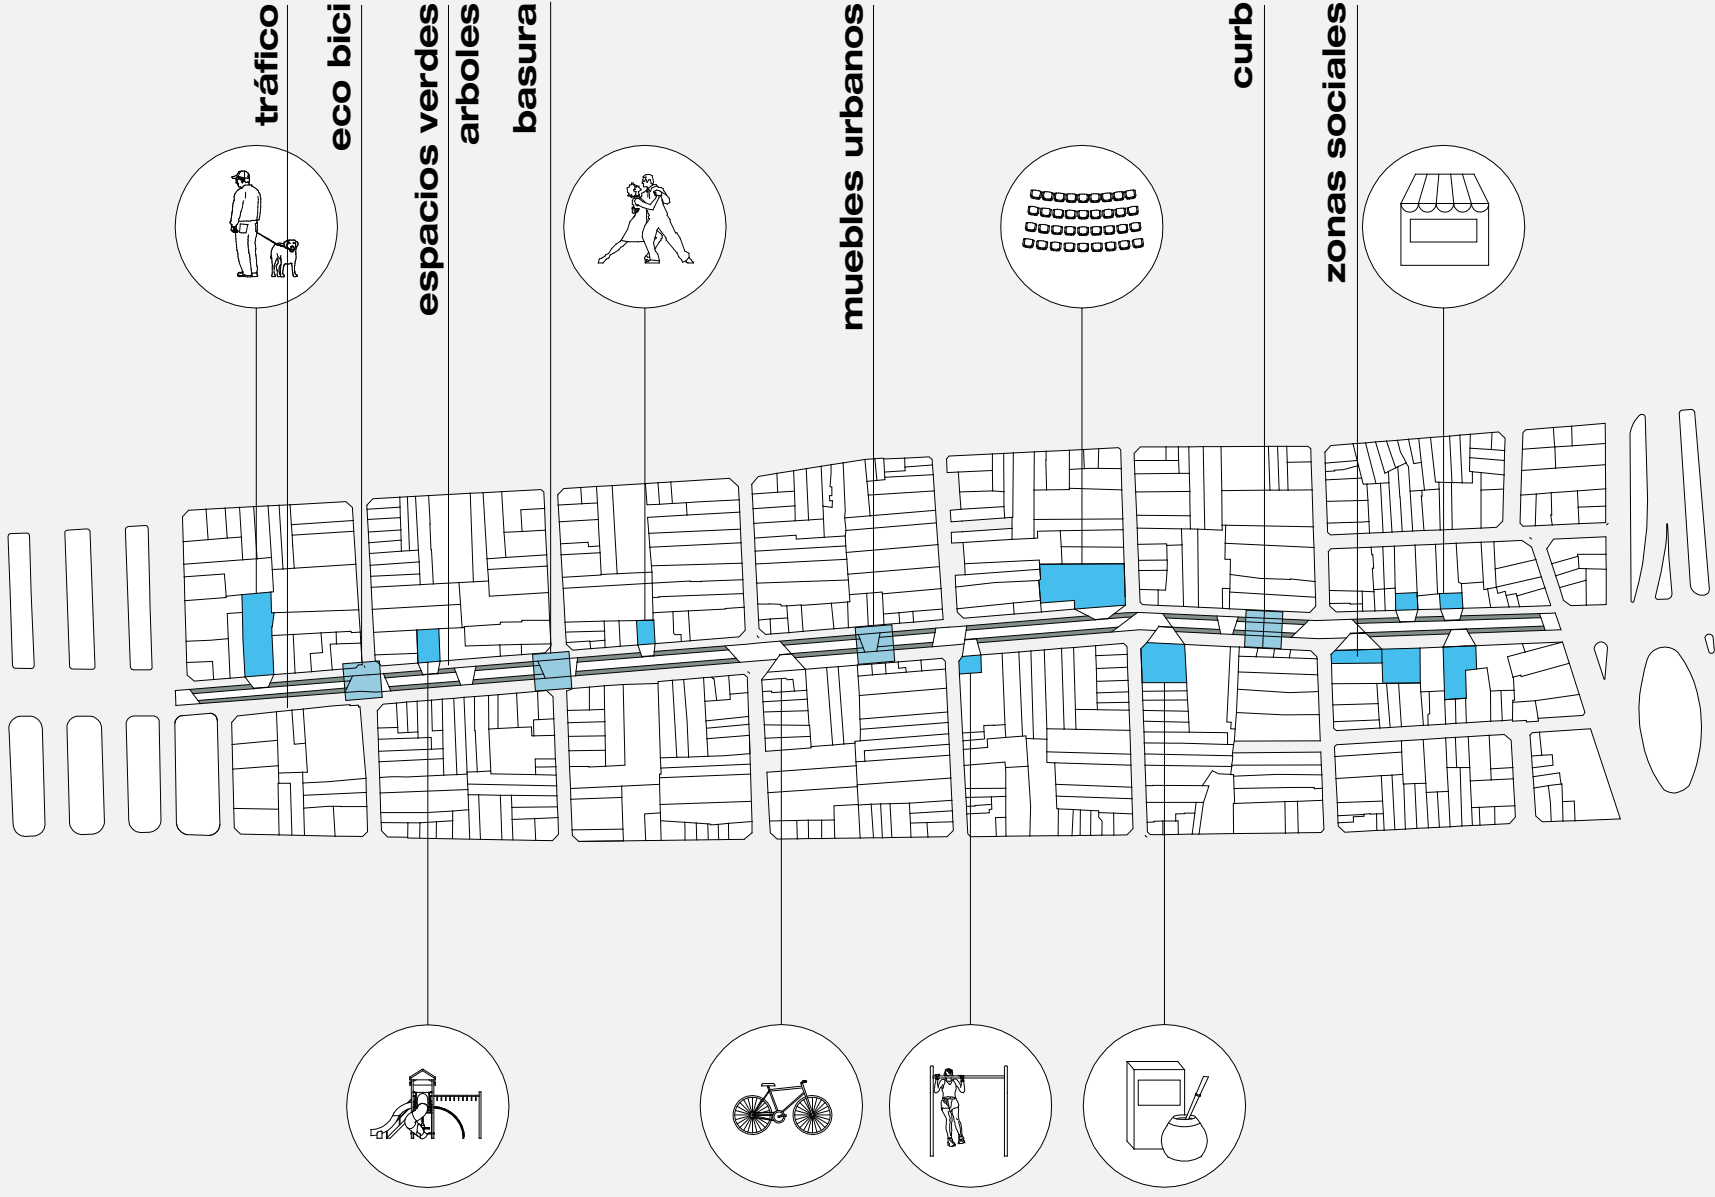 tráfico
eco bici
espacios verdes
arboles
basura
muebles urbanos
curb
zonas sociales